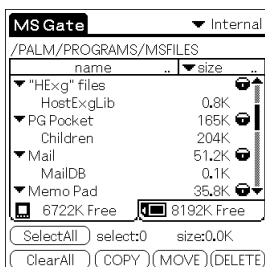 MS Gate ▼ Internal
/PALM/PROGRAMS/MSFILES
name .. ▼size ..
▼"HExg" files
HostExgLib 0.8K
▼PG Pocket 165K
Children 204K
▼Mail 51.2K
MailDB 0.1K
▼Memo Pad 35.8K
6722K Free 8192K Free
SelectAll select:0 size:0.0K
ClearAll COPY MOVE DELETE